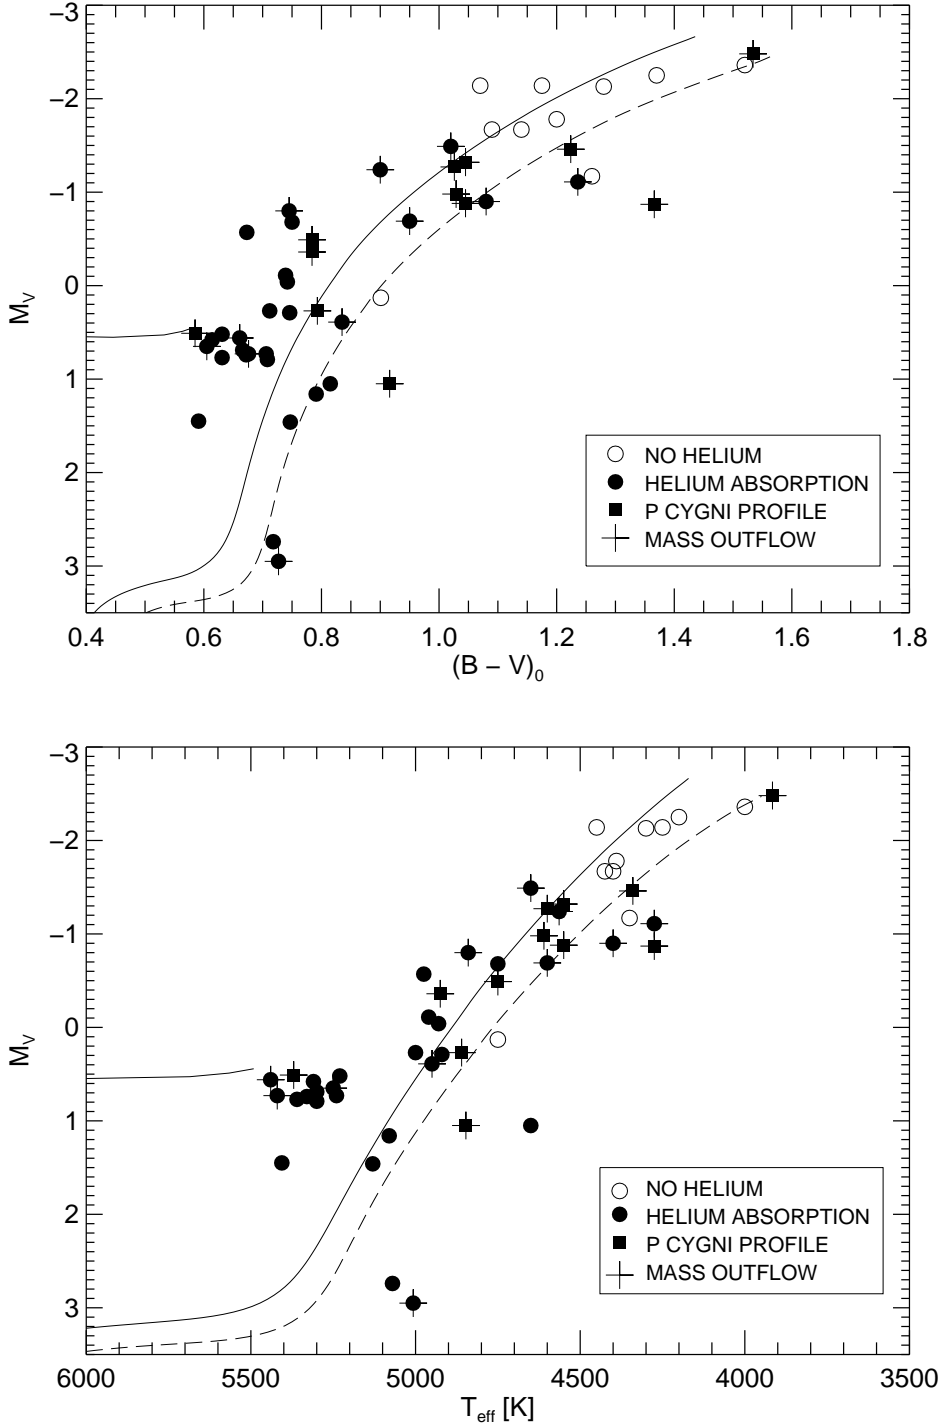 −3
−2
−1
0
1
2
3
M_V
NO HELIUM
HELIUM ABSORPTION
P CYGNI PROFILE
MASS OUTFLOW
0.4 0.6 0.8 1.0 1.2 1.4 1.6 1.8
(B − V)_0
−3
−2
−1
0
1
2
3
M_V
NO HELIUM
HELIUM ABSORPTION
P CYGNI PROFILE
MASS OUTFLOW
6000 5500 5000 4500 4000 3500
T_eff [K]